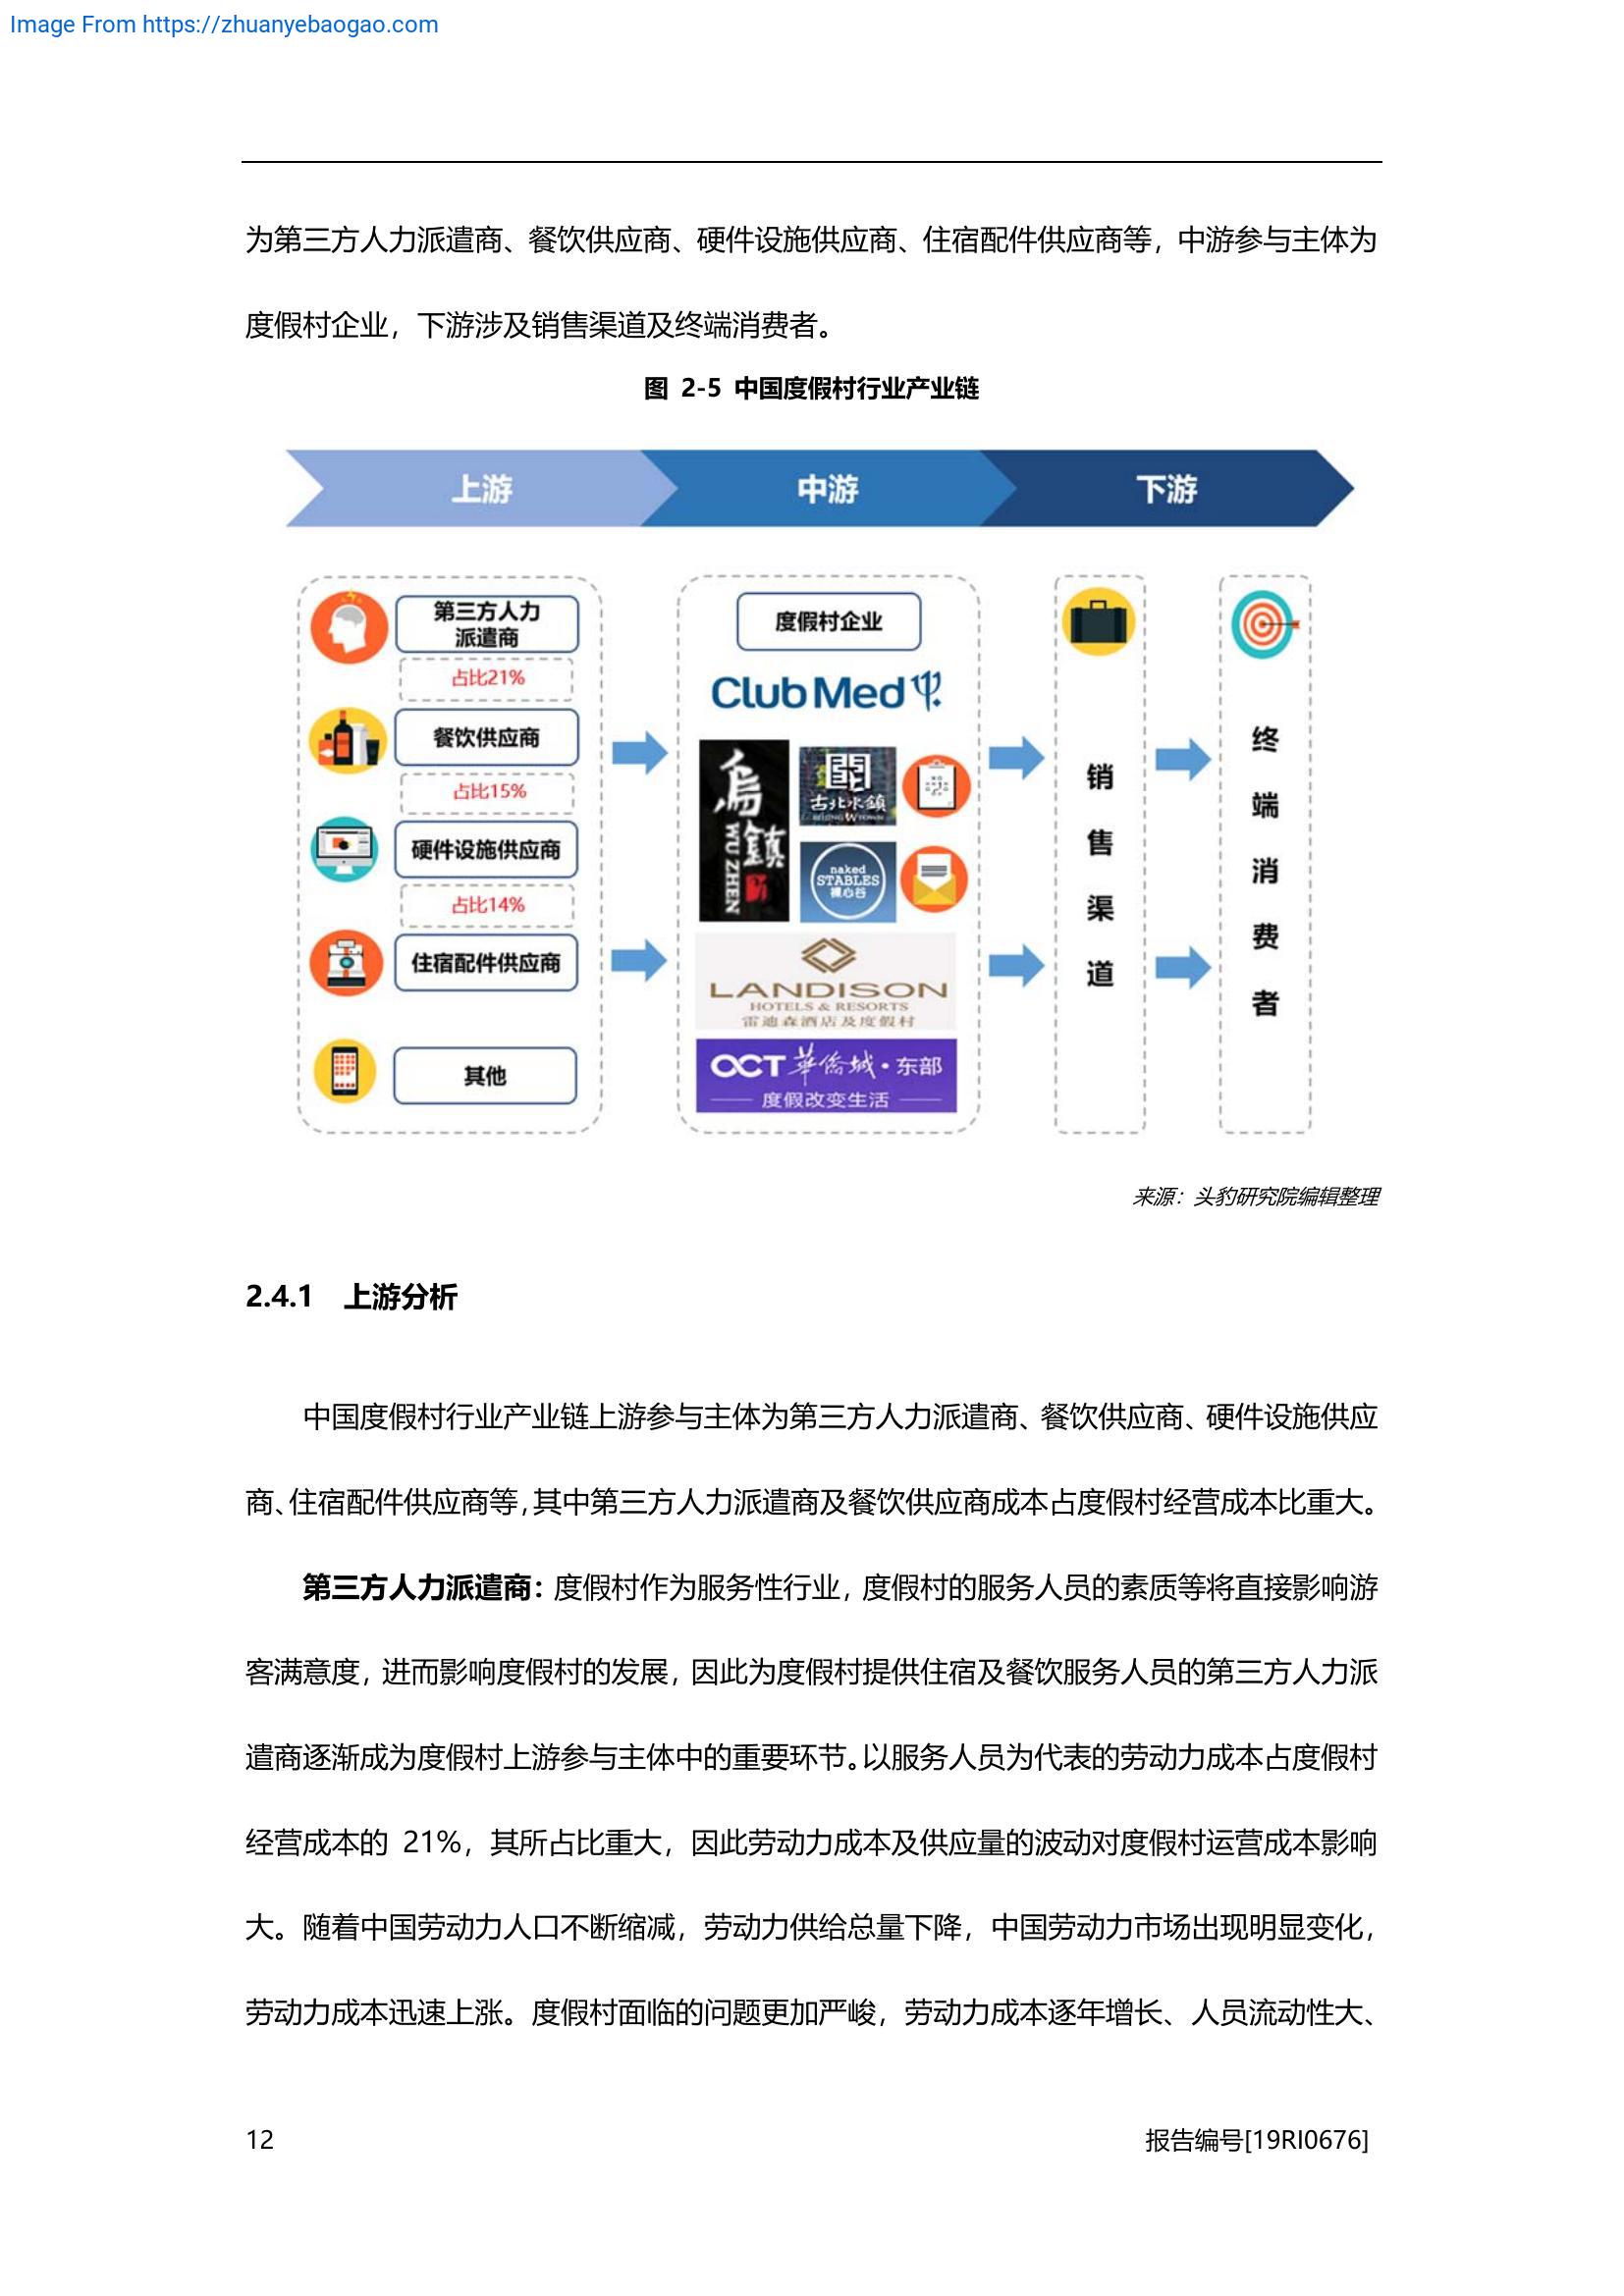 Image From https://zhuanyebaogao.com
为第三方人力派遣商、餐饮供应商、硬件设施供应商、住宿配件供应商等，中游参与主体为
度假村企业，下游涉及销售渠道及终端消费者。
图 2-5 中国度假村行业产业链
上游
中游
下游
第三方人力
派遣商
占比21%
餐饮供应商
占比15%
硬件设施供应商
占比14%
住宿配件供应商
其他
度假村企业
Club Med
烏鎮
WU ZHEN
古北水鎮
BEIJING WTOWN
naked
STABLES
裸心谷
LANDISON
HOTELS & RESORTS
雷迪森酒店及度假村
OCT 華僑城·东部
度假改变生活
销售渠道
终端消费者
来源：头豹研究院编辑整理
2.4.1 上游分析
中国度假村行业产业链上游参与主体为第三方人力派遣商、餐饮供应商、硬件设施供应
商、住宿配件供应商等，其中第三方人力派遣商及餐饮供应商成本占度假村经营成本比重大。
第三方人力派遣商：度假村作为服务性行业，度假村的服务人员的素质等将直接影响游
客满意度，进而影响度假村的发展，因此为度假村提供住宿及餐饮服务人员的第三方人力派
遣商逐渐成为度假村上游参与主体中的重要环节。以服务人员为代表的劳动力成本占度假村
经营成本的 21%，其所占比重大，因此劳动力成本及供应量的波动对度假村运营成本影响
大。随着中国劳动力人口不断缩减，劳动力供给总量下降，中国劳动力市场出现明显变化，
劳动力成本迅速上涨。度假村面临的问题更加严峻，劳动力成本逐年增长、人员流动性大、
12
报告编号[19RI0676]